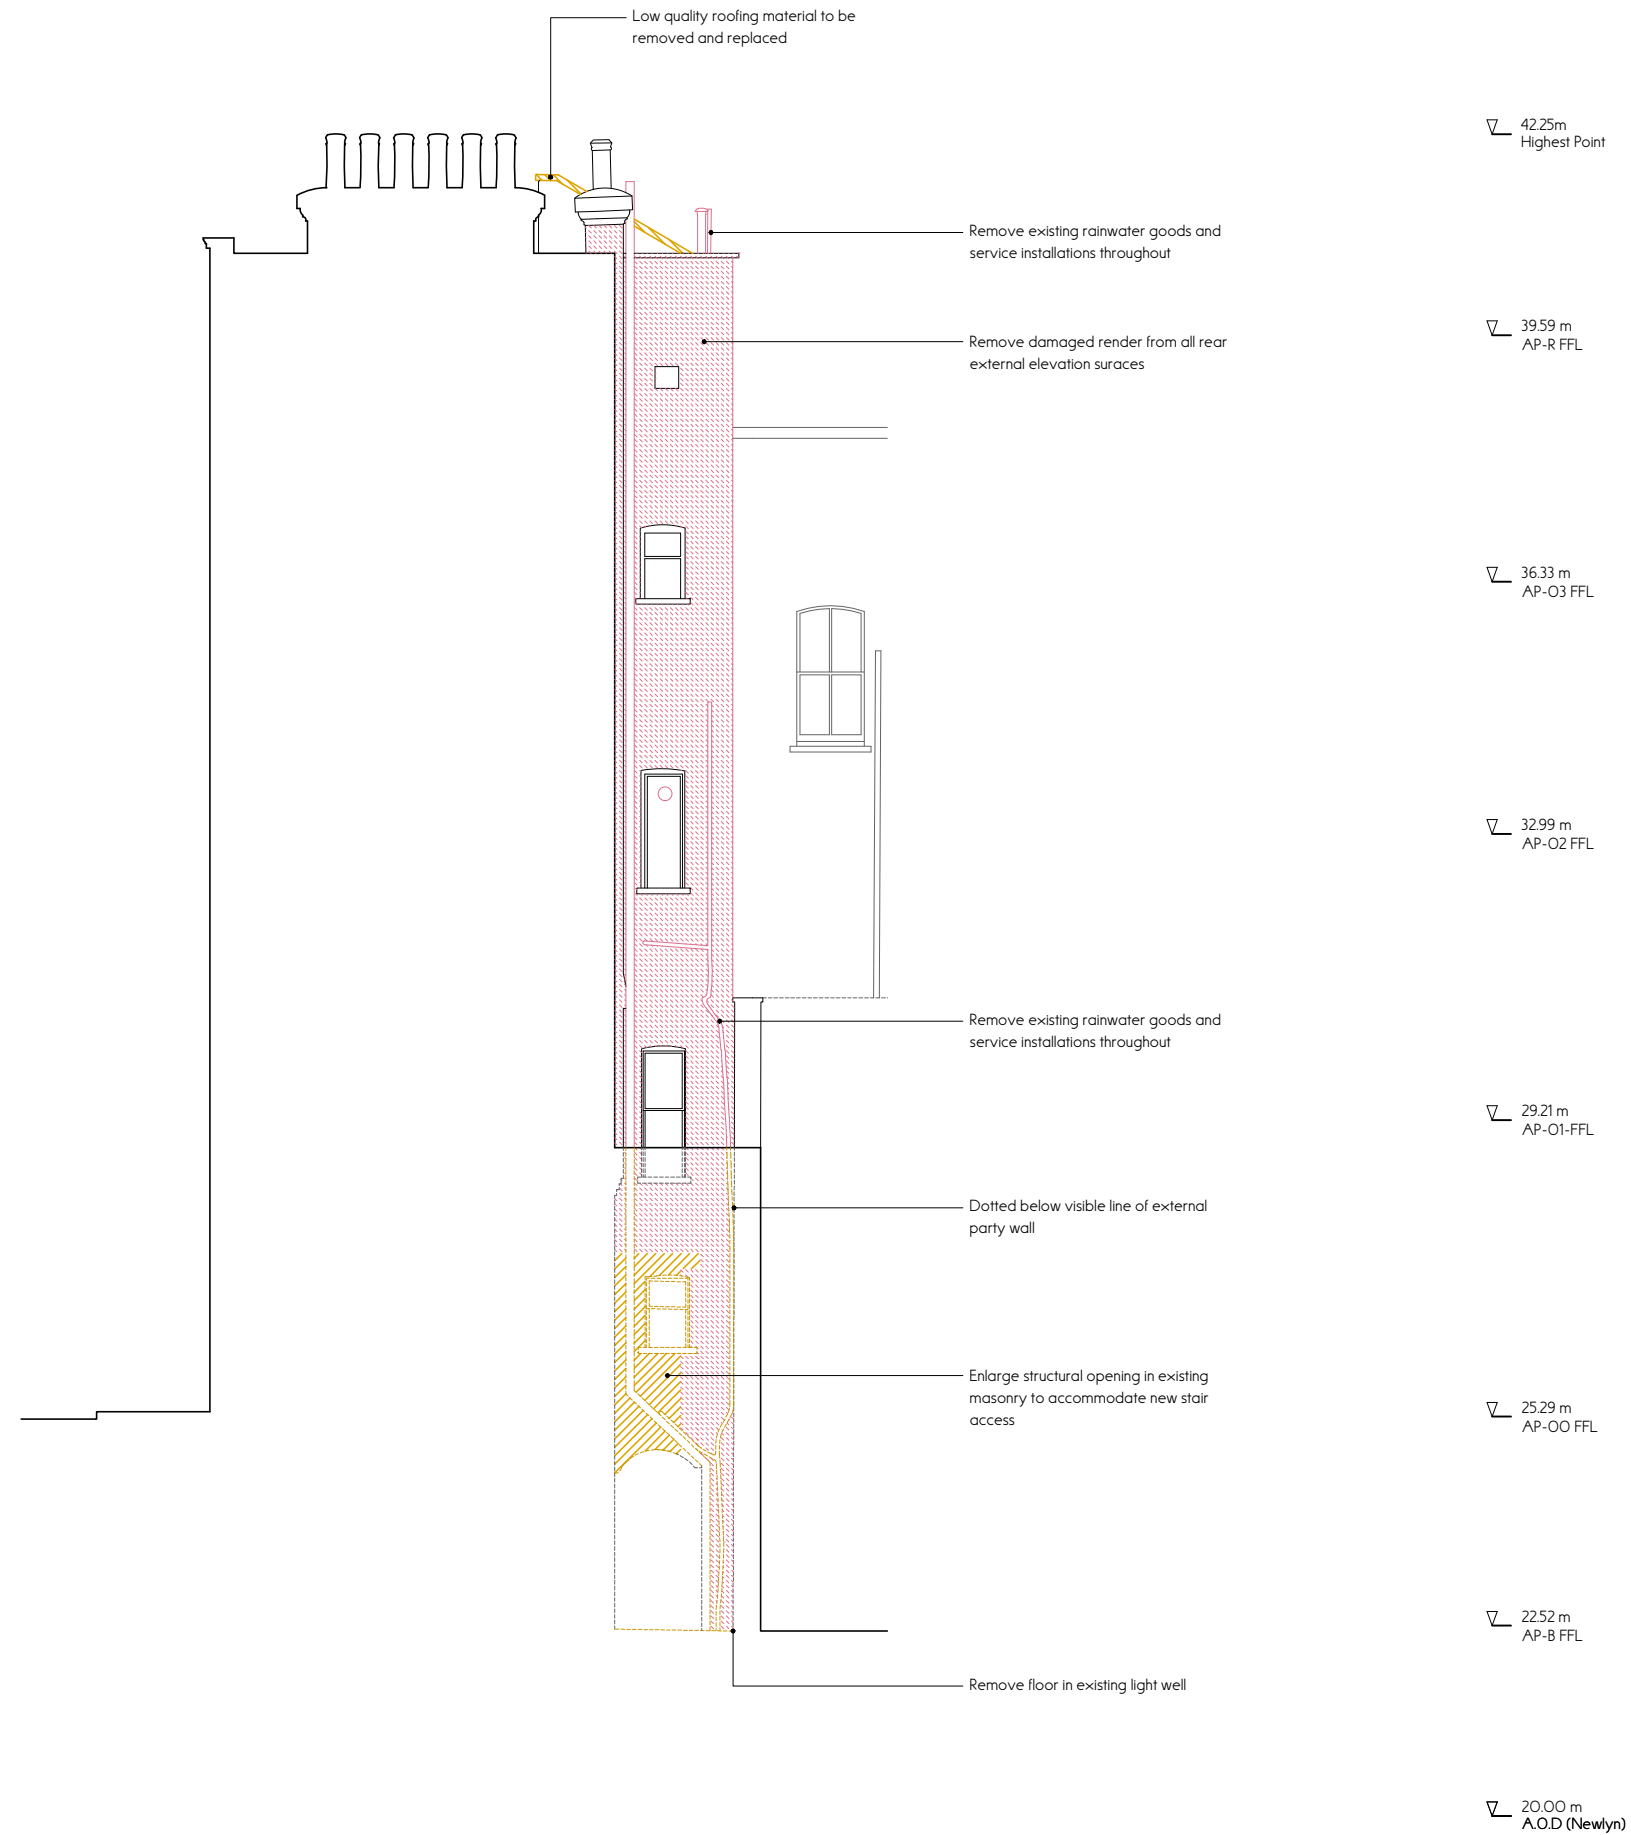 Low quality roofing material to be
removed and replaced
42.25m
Highest Point
Remove existing rainwater goods and
service installations throughout
39.59 m
AP-R FFL
Remove damaged render from all rear
external elevation suraces
36.33 m
AP-03 FFL
32.99 m
AP-02 FFL
Remove existing rainwater goods and
service installations throughout
29.21 m
AP-01-FFL
Dotted below visible line of external
party wall
Enlarge structural opening in existing
masonry to accommodate new stair
access
25.29 m
AP-00 FFL
22.52 m
AP-B FFL
Remove floor in existing light well
20.00 m
A.O.D (Newlyn)